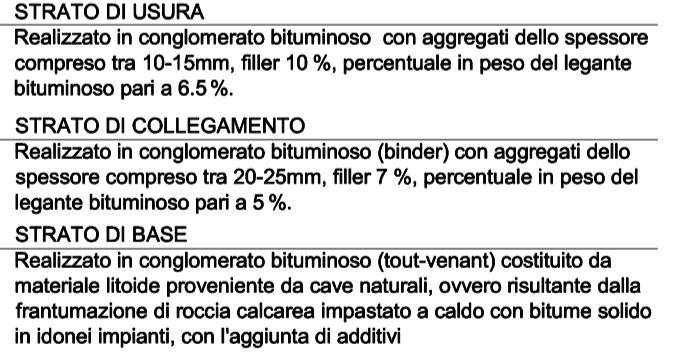 STRATO DI USURA
Realizzato in conglomerato bituminoso con aggregati dello spessore
compreso tra 10-15mm, filler 10 %, percentuale in peso del legante
bituminoso pari a 6.5 %.
STRATO DI COLLEGAMENTO
Realizzato in conglomerato bituminoso (binder) con aggregati dello
spessore compreso tra 20-25mm, filler 7 %, percentuale in peso del
legante bituminoso pari a 5 %.
STRATO DI BASE
Realizzato in conglomerato bituminoso (tout-venant) costituito da
materiale litoide proveniente da cave naturali, ovvero risultante dalla
frantumazione di roccia calcarea impastato a caldo con bitume solido
in idonei impianti, con l'aggiunta di additivi